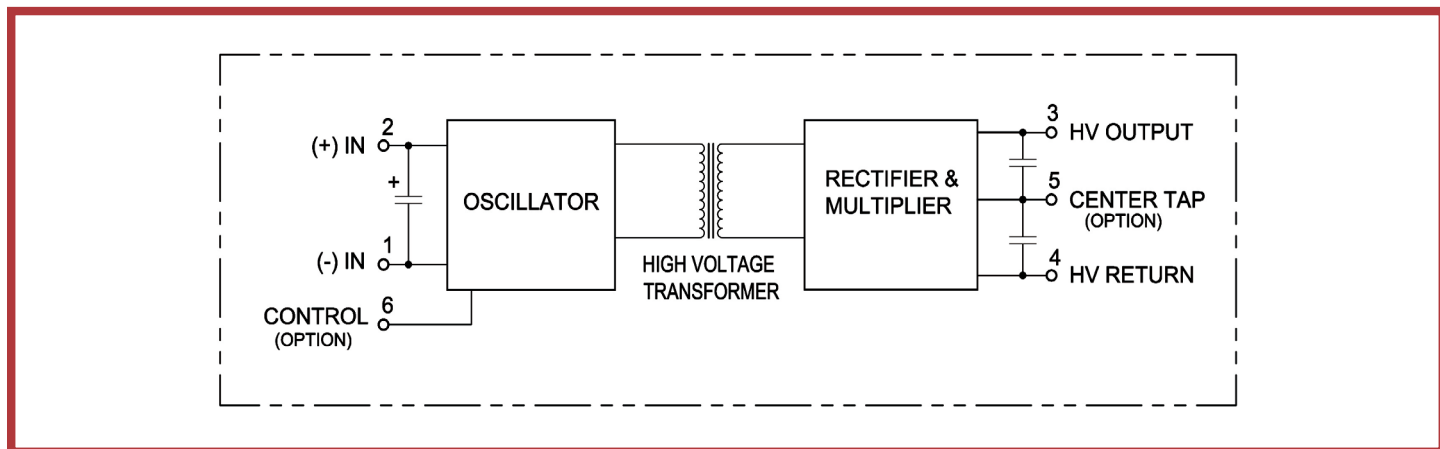 2
(+) IN
+
1
(-) IN
6
CONTROL
(OPTION)
OSCILLATOR
HIGH VOLTAGE
TRANSFORMER
RECTIFIER &
MULTIPLIER
3
HV OUTPUT
5
CENTER TAP
(OPTION)
4
HV RETURN